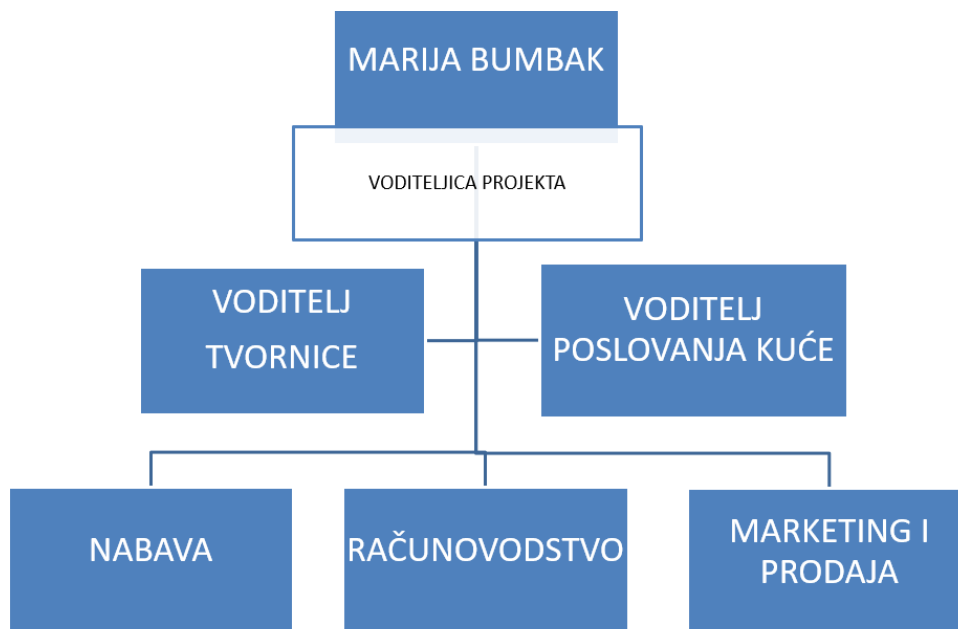 MARIJA BUMBAK
VODITELJICA PROJEKTA
VODITELJ
TVORNICE
VODITELJ
POSLOVANJA KUĆE
NABAVA
RAČUNOVODSTVO
MARKETING I
PRODAJA